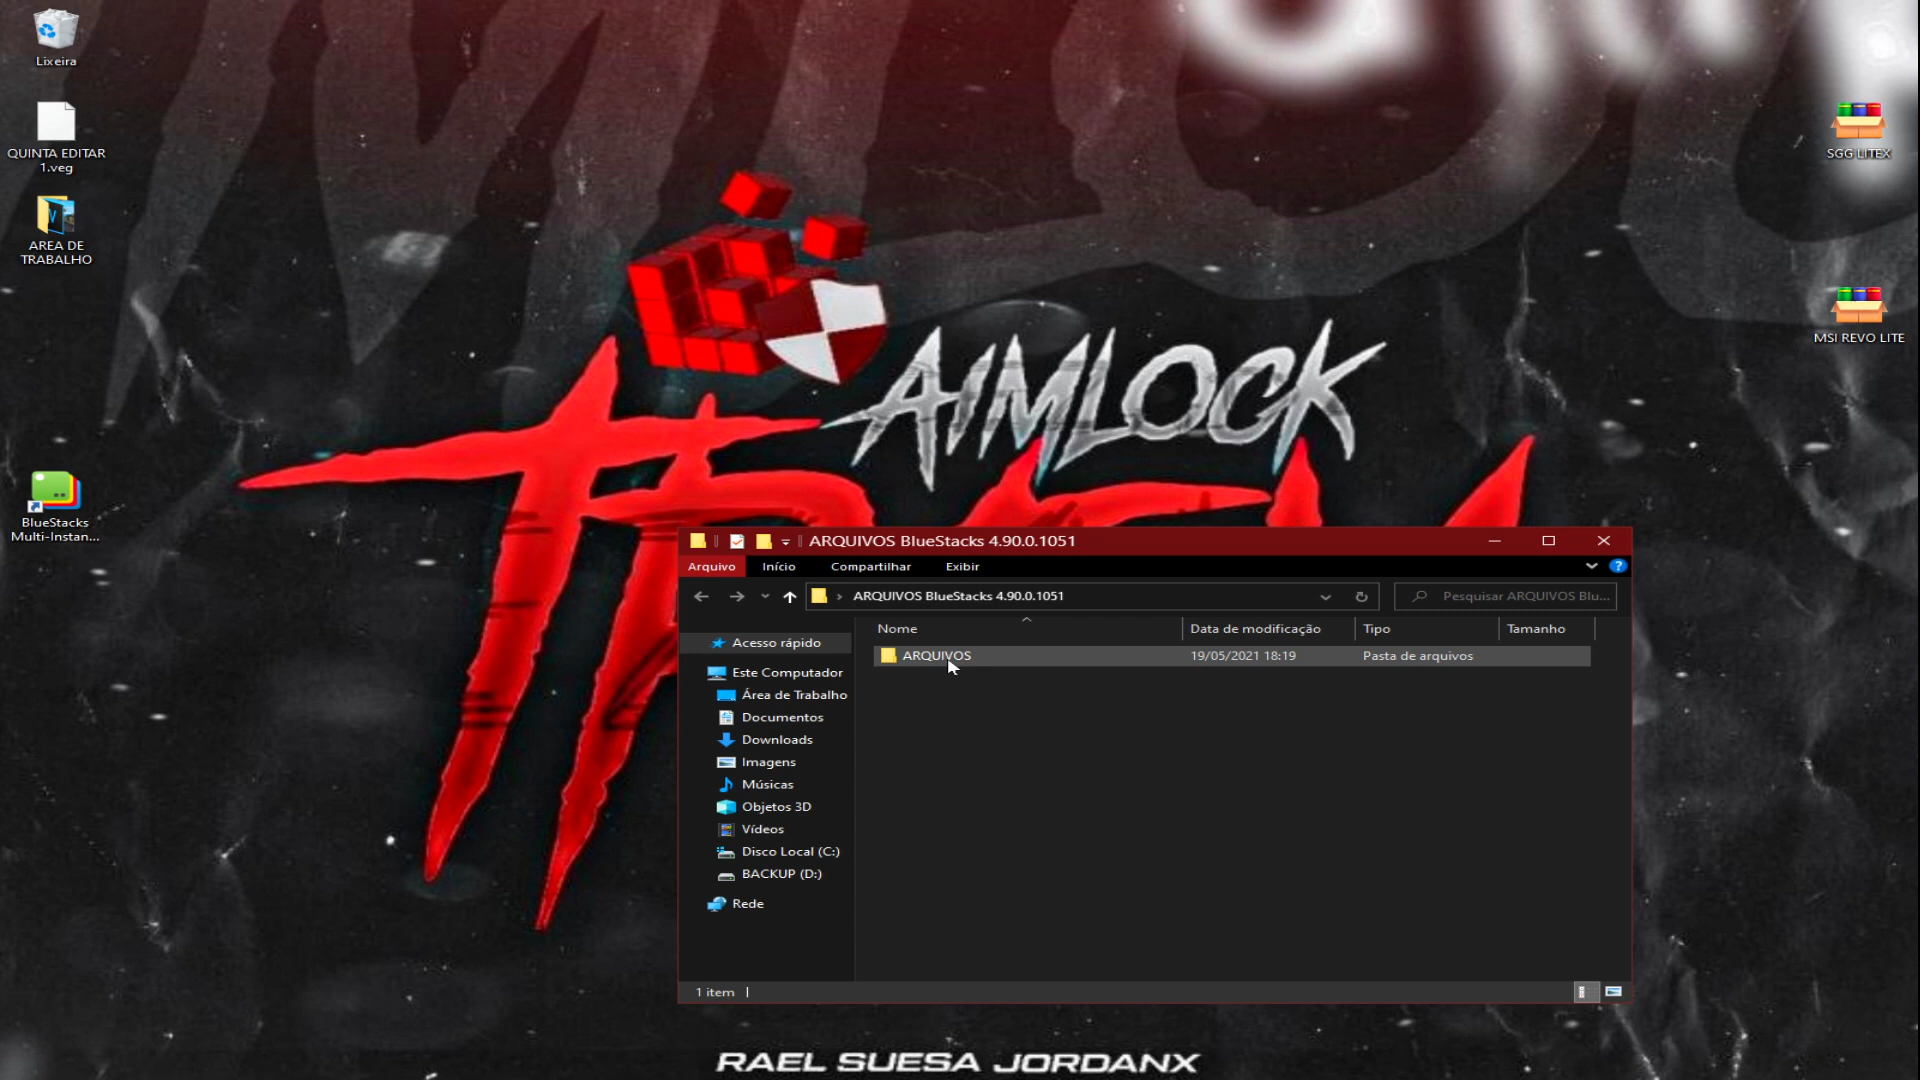 Lixeira
QUINTA EDITAR
1.veg
AREA DE
TRABALHO
BlueStacks
Multi-Instan...
SGG LITEX
MSI REVO LITE
AIMLOCK
ARQUIVOS BlueStacks 4.90.0.1051
Arquivo Início Compartilhar Exibir
ARQUIVOS BlueStacks 4.90.0.1051 Pesquisar ARQUIVOS Blu...
Nome Data de modificação Tipo Tamanho
ARQUIVOS 19/05/2021 18:19 Pasta de arquivos
Acesso rápido
Este Computador
Área de Trabalho
Documentos
Downloads
Imagens
Músicas
Objetos 3D
Vídeos
Disco Local (C:)
BACKUP (D:)
Rede
1 item
RAEL SUESA JORDANX